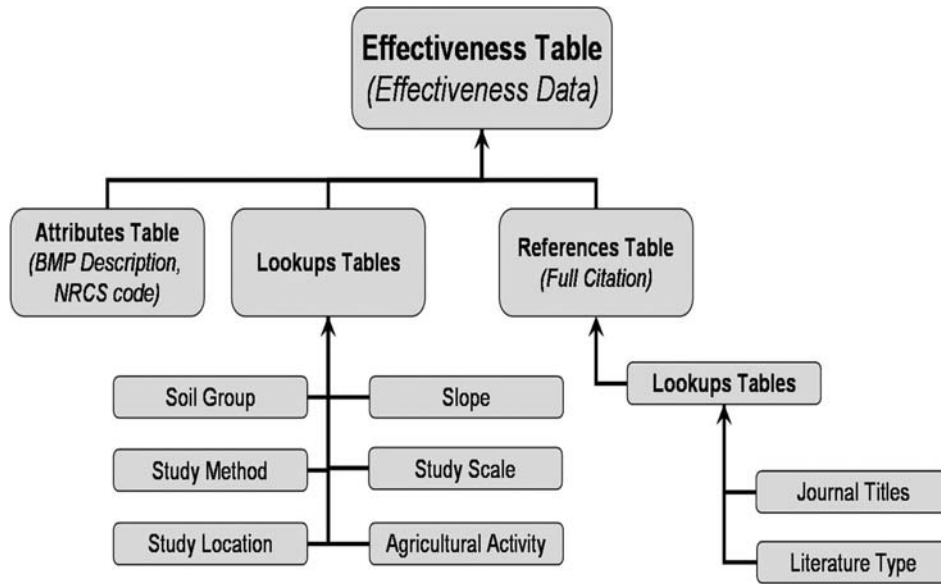 Effectiveness Table
(Effectiveness Data)
Attributes Table
(BMP Description,
NRCS code)
Lookups Tables
References Table
(Full Citation)
Lookups Tables
Soil Group
Slope
Study Method
Study Scale
Study Location
Agricultural Activity
Journal Titles
Literature Type